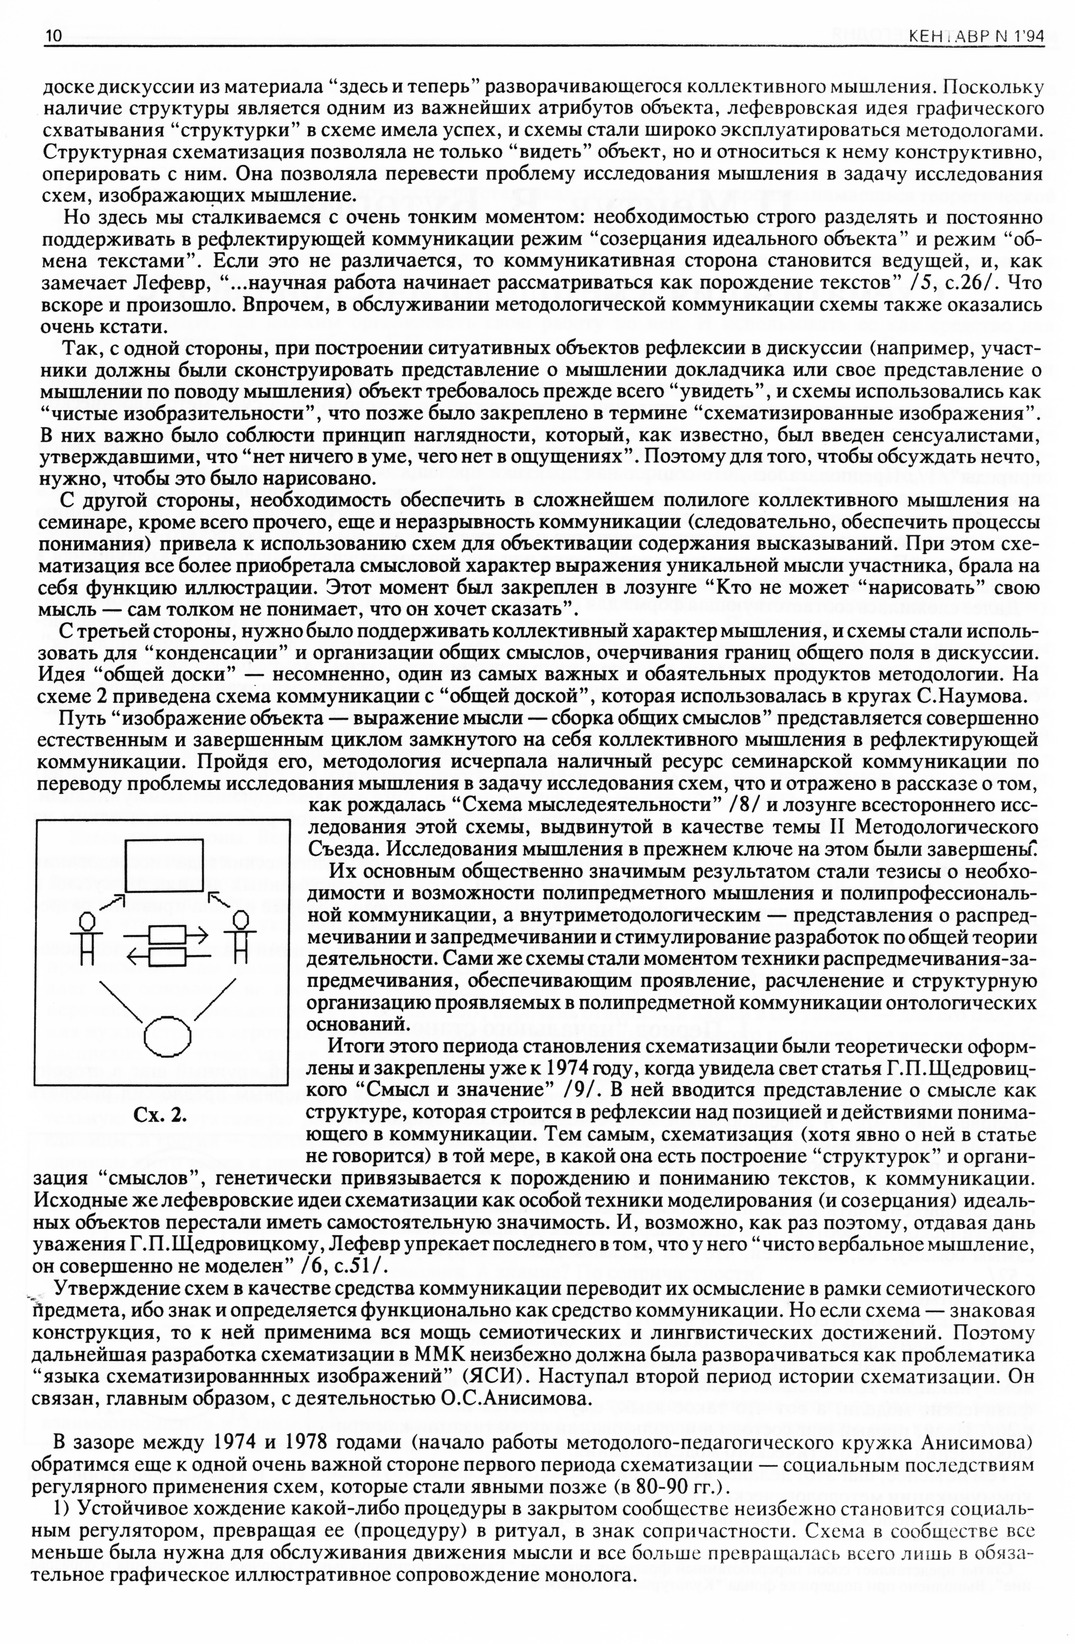 10
КЕНТАВР N 1'94
доске дискуссии из материала “здесь и теперь” разворачивающегося коллективного мышления. Поскольку
наличие структуры является одним из важнейших атрибутов объекта, лефевровская идея графического
схватывания “структурки” в схеме имела успех, и схемы стали широко эксплуатироваться методологами.
Структурная схематизация позволяла не только “видеть” объект, но и относиться к нему конструктивно,
оперировать с ним. Она позволяла перевести проблему исследования мышления в задачу исследования
схем, изображающих мышление.
Но здесь мы сталкиваемся с очень тонким моментом: необходимостью строго разделять и постоянно
поддерживать в рефлектирующей коммуникации режим “созерцания идеального объекта” и режим “об-
мена текстами”. Если это не различается, то коммуникативная сторона становится ведущей, и, как
замечает Лефевр, “...научная работа начинает рассматриваться как порождение текстов” /5, с.26/. Что
вскоре и произошло. Впрочем, в обслуживании методологической коммуникации схемы также оказались
очень кстати.
Так, с одной стороны, при построении ситуативных объектов рефлексии в дискуссии (например, участ-
ники должны были сконструировать представление о мышлении докладчика или свое представление о
мышлении по поводу мышления) объект требовалось прежде всего “увидеть”, и схемы использовались как
“чистые изобразительности”, что позже было закреплено в термине “схематизированные изображения”.
В них важно было соблюсти принцип наглядности, который, как известно, был введен сенсуалистами,
утверждавшими, что “нет ничего в уме, чего нет в ощущениях”. Поэтому для того, чтобы обсуждать нечто,
нужно, чтобы это было нарисовано.
С другой стороны, необходимость обеспечить в сложнейшем полилоге коллективного мышления на
семинаре, кроме всего прочего, еще и неразрывность коммуникации (следовательно, обеспечить процессы
понимания) привела к использованию схем для объективации содержания высказываний. При этом схе-
матизация все более приобретала смысловой характер выражения уникальной мысли участника, брала на
себя функцию иллюстрации. Этот момент был закреплен в лозунге “Кто не может “нарисовать” свою
мысль — сам толком не понимает, что он хочет сказать”.
С третьей стороны, нужно было поддерживать коллективный характер мышления, и схемы стали исполь-
зовать для “конденсации” и организации общих смыслов, очерчивания границ общего поля в дискуссии.
Идея “общей доски” — несомненно, один из самых важных и обаятельных продуктов методологии. На
схеме 2 приведена схема коммуникации с “общей доской”, которая использовалась в кругах С.Наумова.
Путь “изображение объекта — выражение мысли — сборка общих смыслов” представляется совершенно
естественным и завершенным циклом замкнутого на себя коллективного мышления в рефлектирующей
коммуникации. Пройдя его, методология исчерпала наличный ресурс семинарской коммуникации по
переводу проблемы исследования мышления в задачу исследования схем, что и отражено в рассказе о том,
как рождалась “Схема мыследеятельности” /8/ и лозунге всестороннего исс-
ледования этой схемы, выдвинутой в качестве темы II Методологического
Съезда. Исследования мышления в прежнем ключе на этом были завершены.
Их основным общественно значимым результатом стали тезисы о необхо-
димости и возможности полипредметного мышления и полипрофессиональ-
ной коммуникации, а внутриметодологическим — представления о распред-
мечивании и запредмечивании и стимулирование разработок по общей теории
деятельности. Сами же схемы стали моментом техники распредмечивания-за-
предмечивания, обеспечивающим проявление, расчленение и структурную
организацию проявляемых в полипредметной коммуникации онтологических
оснований.
Итоги этого периода становления схематизации были теоретически оформ-
лены и закреплены уже к 1974 году, когда увидела свет статья Г.П.Щедровиц-
кого “Смысл и значение” /9/. В ней вводится представление о смысле как
структуре, которая строится в рефлексии над позицией и действиями понима-
ющего в коммуникации. Тем самым, схематизация (хотя явно о ней в статье
не говорится) в той мере, в какой она есть построение “структурок” и органи-
Сх. 2.
зация “смыслов”, генетически привязывается к порождению и пониманию текстов, к коммуникации.
Исходные же лефевровские идеи схематизации как особой техники моделирования (и созерцания) идеаль-
ных объектов перестали иметь самостоятельную значимость. И, возможно, как раз поэтому, отдавая дань
уважения Г.П.Щедровицкому, Лефевр упрекает последнего в том, что у него “чисто вербальное мышление,
он совершенно не моделен” /6, с.51/.
Утверждение схем в качестве средства коммуникации переводит их осмысление в рамки семиотического
предмета, ибо знак и определяется функционально как средство коммуникации. Но если схема — знаковая
конструкция, то к ней применима вся мощь семиотических и лингвистических достижений. Поэтому
дальнейшая разработка схематизации в ММК неизбежно должна была разворачиваться как проблематика
“языка схематизированнных изображений” (ЯСИ). Наступал второй период истории схематизации. Он
связан, главным образом, с деятельностью О.С.Анисимова.
В зазоре между 1974 и 1978 годами (начало работы методолого-педагогического кружка Анисимова)
обратимся еще к одной очень важной стороне первого периода схематизации — социальным последствиям
регулярного применения схем, которые стали явными позже (в 80-90 гг.).
1) Устойчивое хождение какой-либо процедуры в закрытом сообществе неизбежно становится социаль-
ным регулятором, превращая ее (процедуру) в ритуал, в знак сопричастности. Схема в сообществе все
меньше была нужна для обслуживания движения мысли и все больше превращалась всего лишь в обяза-
тельное графическое иллюстративное сопровождение монолога.